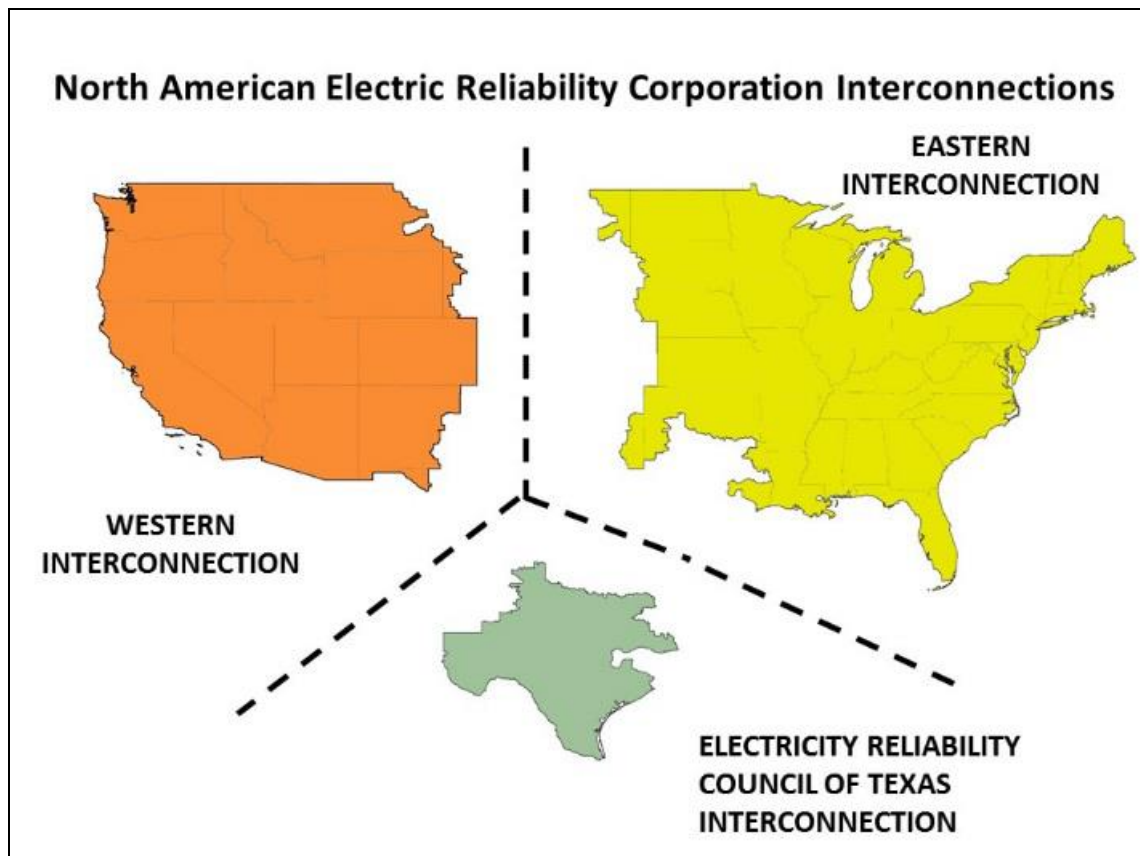 North American Electric Reliability Corporation Interconnections
EASTERN
INTERCONNECTION
WESTERN
INTERCONNECTION
ELECTRICITY RELIABILITY
COUNCIL OF TEXAS
INTERCONNECTION